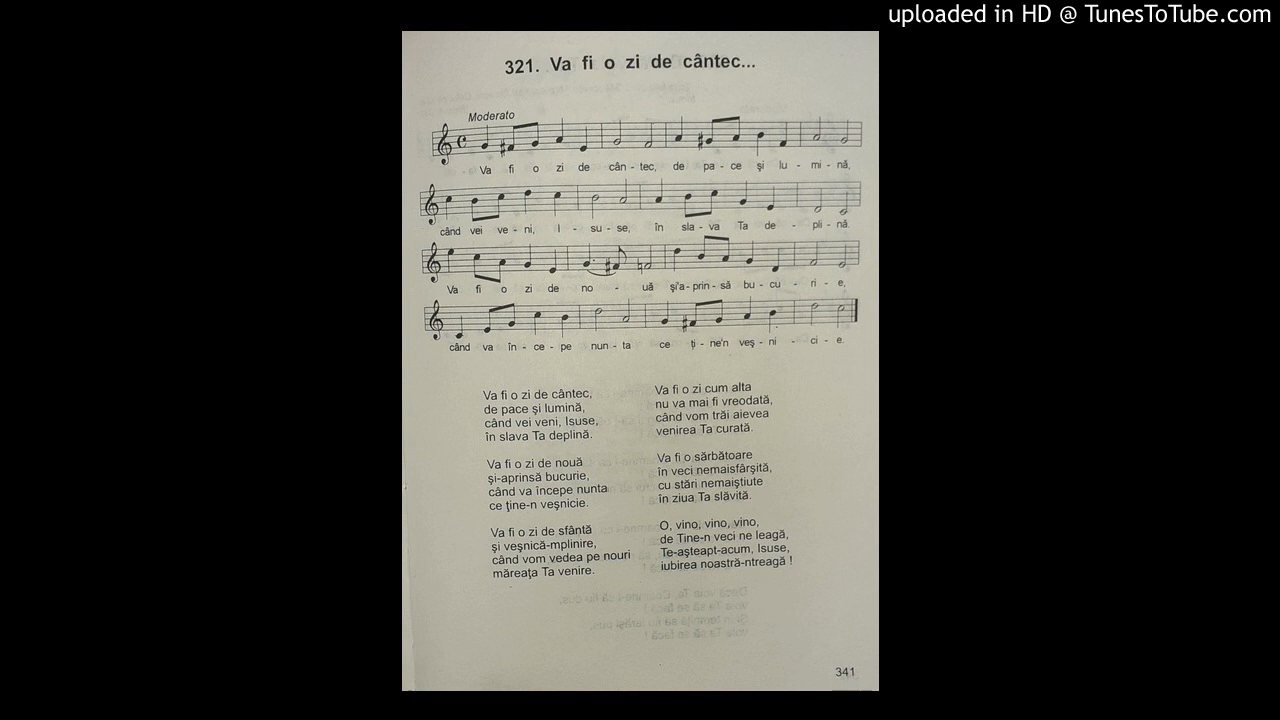 uploaded in HD @ TunesToTube.com
321. Va fi o zi de cântec...
Moderato
Va fi o zi de cân - tec, de pa - ce şi lu - mi - nă,
când vei ve - ni, I - su - se, în sla - va Ta de - pli - nă.
Va fi o zi de no - uă şi'a - prin - să bu - cu - ri - e,
când va în - ce - pe nun - ta ce ţi - ne'n veş - ni - ci - e.
Va fi o zi de cântec,
de pace şi lumină,
când vei veni, Isuse,
în slava Ta deplină.
Va fi o zi de nouă
şi-aprinsă bucurie,
când va începe nunta
ce ţine-n veşnicie.
Va fi o zi de sfântă
şi veşnică-mplinire,
când vom vedea pe nouri
măreaţa Ta venire.
Va fi o zi cum alta
nu va mai fi vreodată,
când vom trăi aievea
venirea Ta curată.
Va fi o sărbătoare
în veci nemaisfârşită,
cu stări nemaiştiute
în ziua Ta slăvită.
O, vino, vino, vino,
de Tine-n veci ne leagă,
Te-aşteapt-acum, Isuse,
iubirea noastră-ntreagă !
341